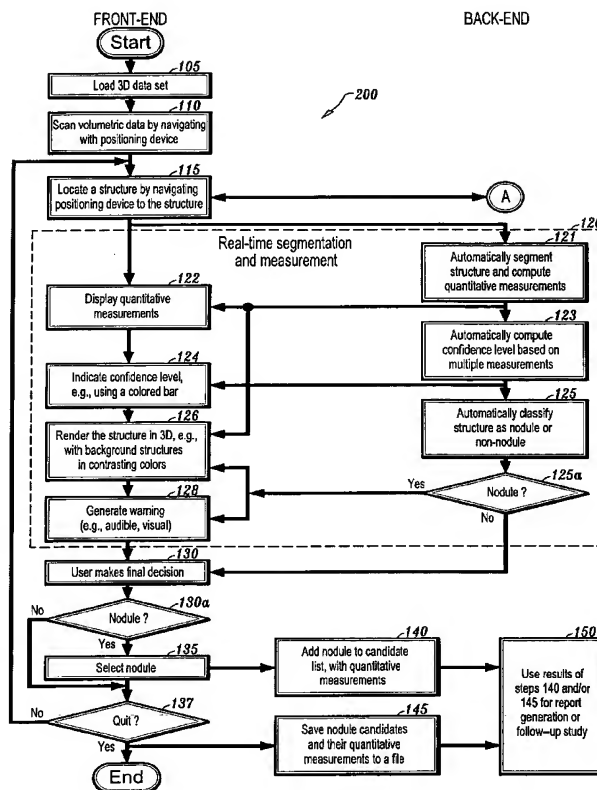 FRONT-END
BACK-END
Start
105
Load 3D data set
200
110
Scan volumetric data by navigating
with positioning device
115
Locate a structure by navigating
positioning device to the structure
A
120
Real-time segmentation
and measurement
121
Automatically segment
structure and compute
quantitative measurements
122
Display quantitative
measurements
123
Automatically compute
confidence level based on
multiple measurements
124
Indicate confidence level,
e.g., using a colored bar
125
Automatically classify
structure as nodule or
non-nodule
126
Render the structure in 3D, e.g.,
with background structures
in contrasting colors
125a
Nodule ?
Yes
No
128
Generate warning
(e.g., audible, visual)
130
User makes final decision
130a
Nodule ?
No
Yes
135
Select nodule
140
Add nodule to candidate
list, with quantitative
measurements
150
Use results of
steps 140 and/or
145 for report
generation or
follow-up study
137
Quit ?
No
Yes
145
Save nodule candidates
and their quantitative
measurements to a file
End